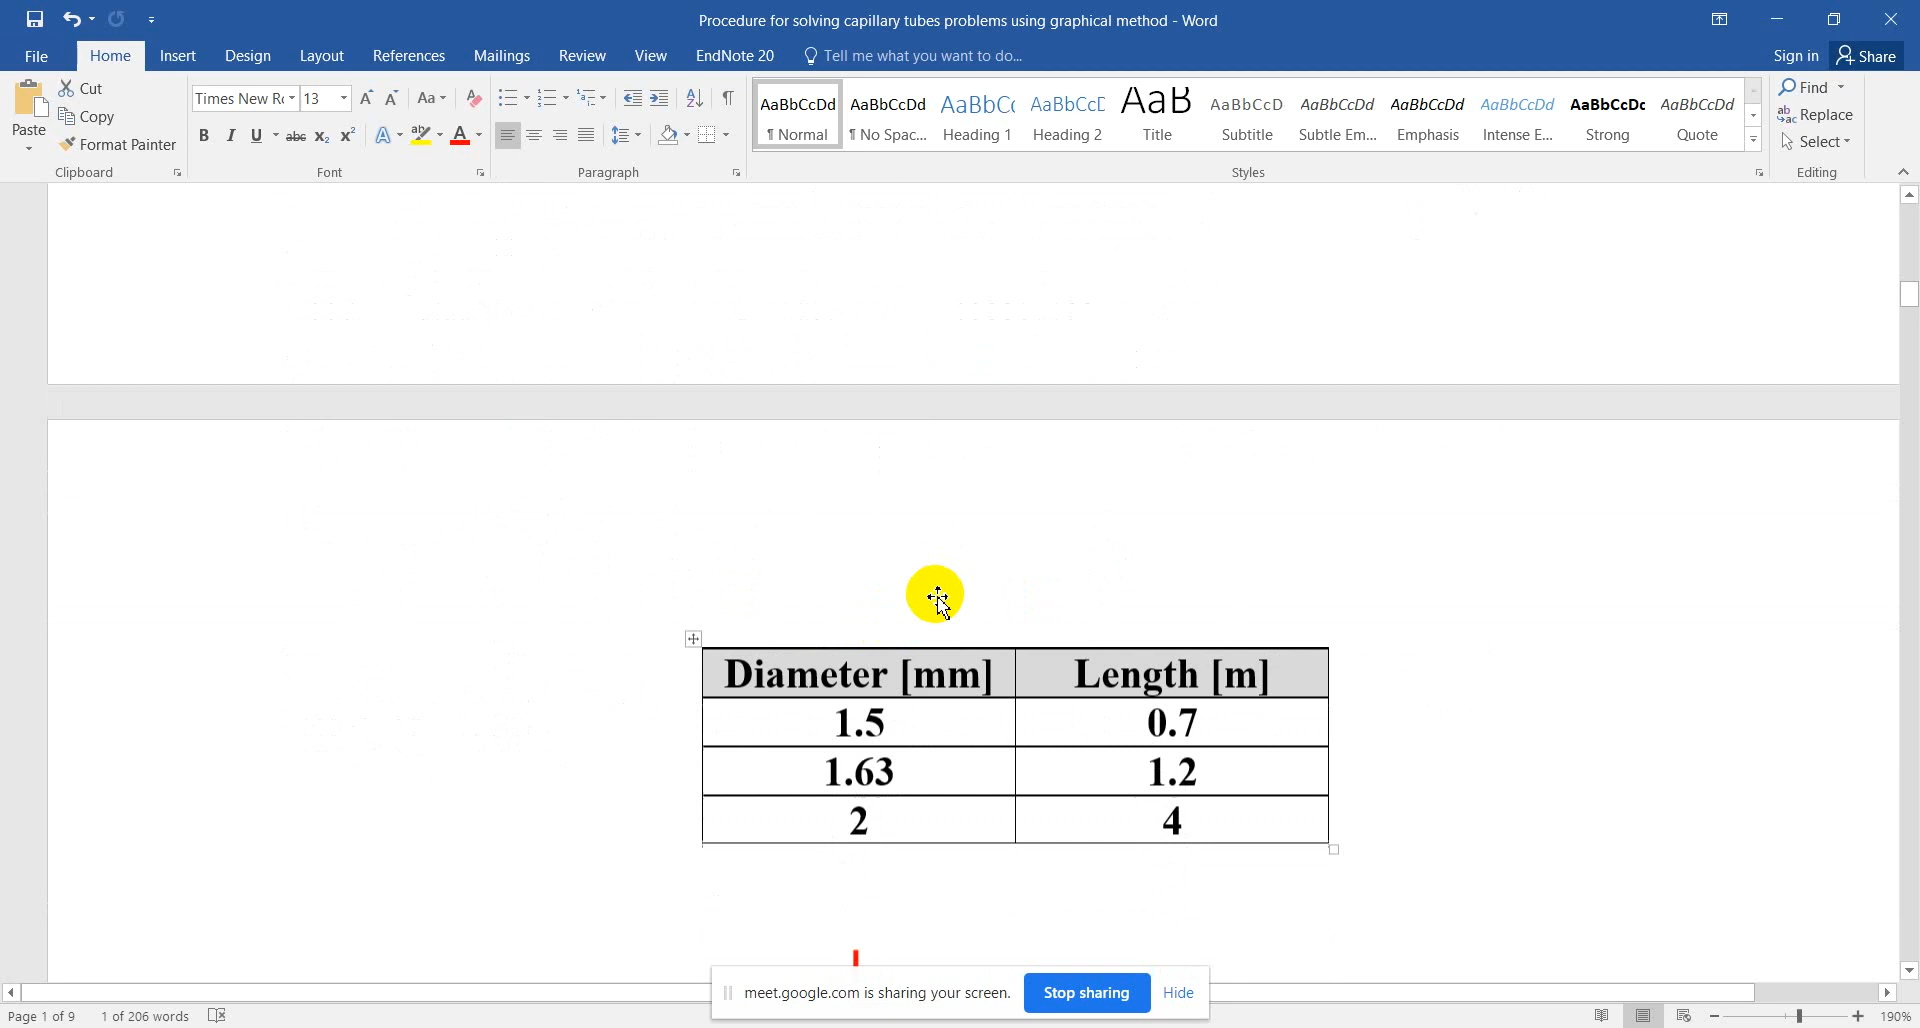 Procedure for solving capillary tubes problems using graphical method - Word
File Home Insert Design Layout References Mailings Review View EndNote 20 Tell me what you want to do... Sign in Share
Paste Cut Copy Format Painter
Times New Ro 13 Aa
B I U abc X2 X2 A ab A
AaBbCcDd AaBbCcDd AaBbCc AaBbCcD AaB AaBbCcD AaBbCcDd AaBbCcDd AaBbCcDd AaBbCcDc AaBbCcDd
¶ Normal ¶ No Spac... Heading 1 Heading 2 Title Subtitle Subtle Em... Emphasis Intense E... Strong Quote
Find
Replace
Select
Clipboard Font Paragraph Styles Editing
Diameter [mm] Length [m]
1.5 0.7
1.63 1.2
2 4
meet.google.com is sharing your screen. Stop sharing Hide
Page 1 of 9 1 of 206 words 190%